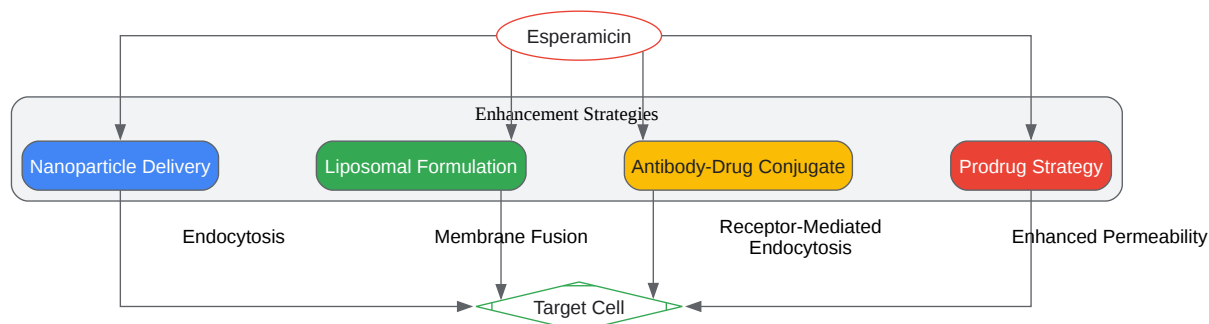 Esperamicin
Enhancement Strategies
Nanoparticle Delivery
Liposomal Formulation
Antibody-Drug Conjugate
Prodrug Strategy
Endocytosis
Membrane Fusion
Receptor-Mediated
Endocytosis
Enhanced Permeability
Target Cell